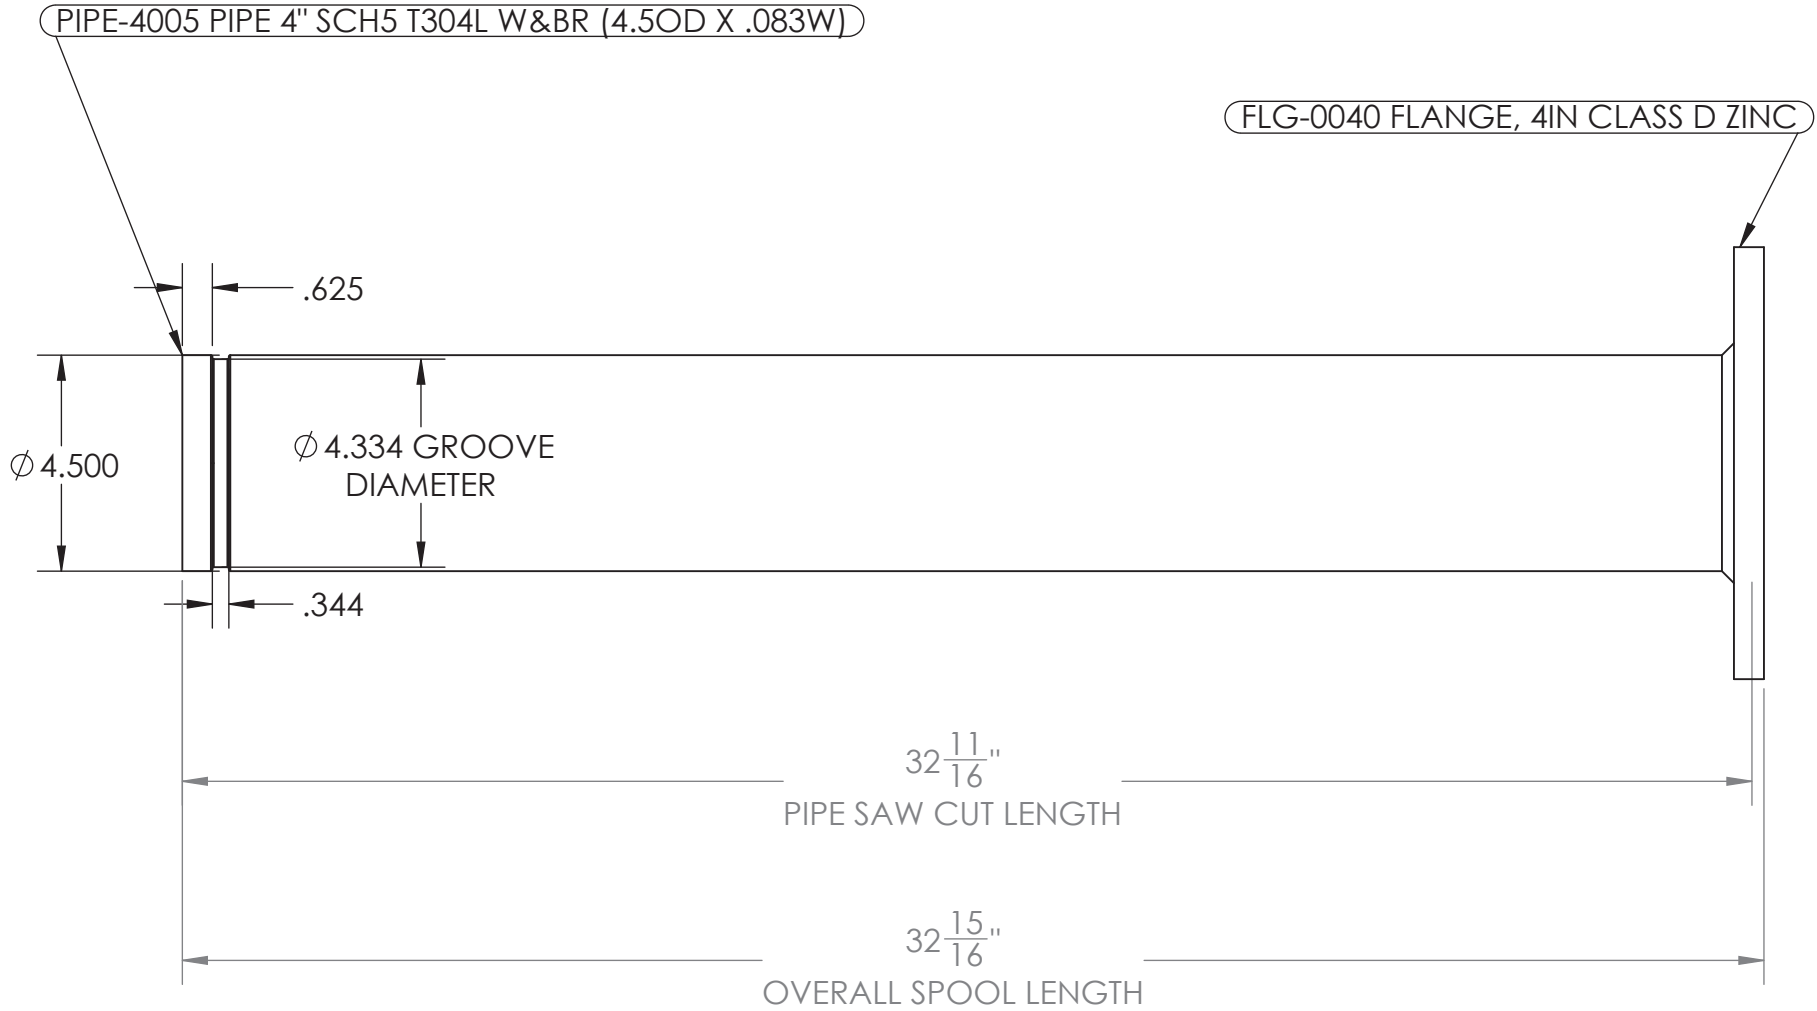 PIPE-4005 PIPE 4" SCH5 T304L W&BR (4.5OD X .083W)
FLG-0040 FLANGE, 4IN CLASS D ZINC
.625
∅4.500
∅4.334 GROOVE
DIAMETER
.344
32 11/16"
PIPE SAW CUT LENGTH
32 15/16"
OVERALL SPOOL LENGTH